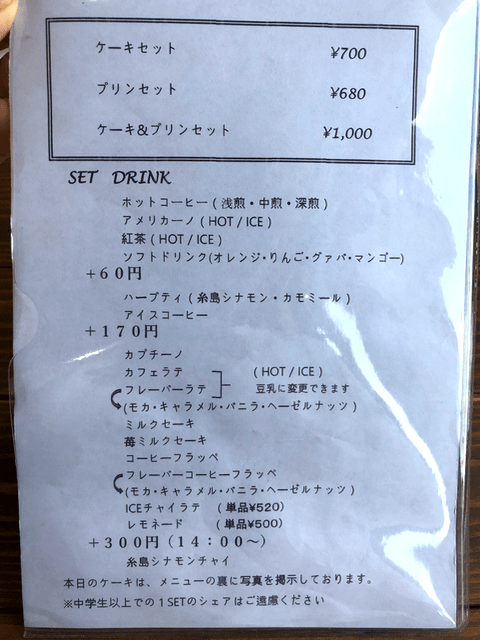 ケーキセット ¥700
プリンセット ¥680
ケーキ&プリンセット ¥1,000
SET DRINK
ホットコーヒー ( 浅煎・中煎・深煎 )
アメリカーノ ( HOT / ICE )
紅茶 ( HOT / ICE )
ソフトドリンク(オレンジ・りんご・グァバ・マンゴー)
+60円
ハーブティ ( 糸島シナモン・カモミール )
アイスコーヒー
+170円
カプチーノ
カフェラテ ( HOT / ICE )
フレーバーラテ 豆乳に変更できます
(モカ・キャラメル・バニラ・ヘーゼルナッツ )
ミルクセーキ
苺ミルクセーキ
コーヒーフラッペ
フレーバーコーヒーフラッペ
(モカ・キャラメル・バニラ・ヘーゼルナッツ )
ICEチャイラテ ( 単品¥520)
レモネード ( 単品¥500)
+300円（14：00～）
糸島シナモンチャイ
本日のケーキは、メニューの裏に写真を掲示しております。
※中学生以上での1SETのシェアはご遠慮ください